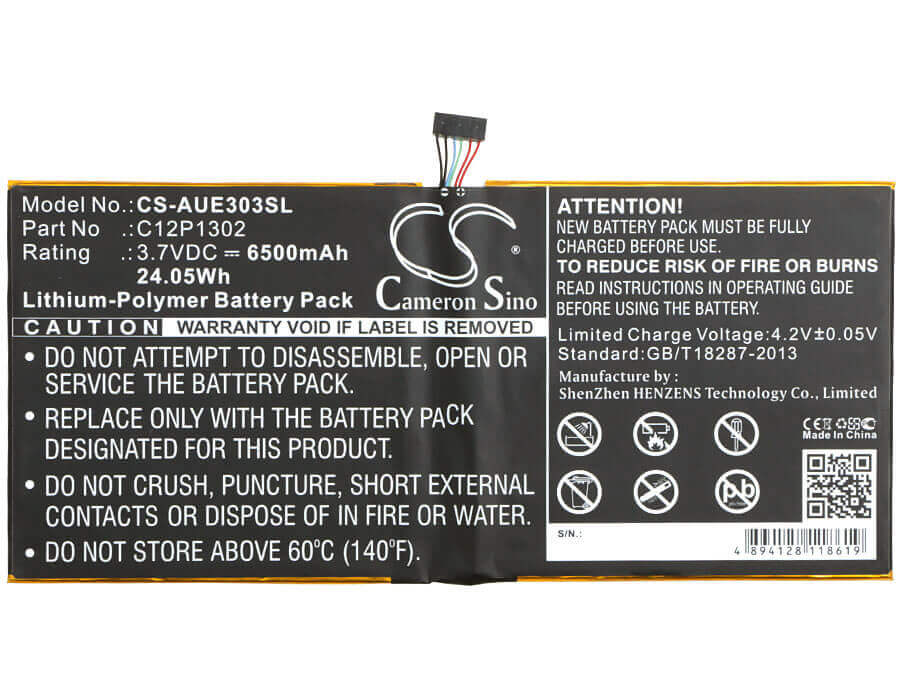 Model No.: CS-AUE303SL
Part No : C12P1302
Rating : 3.7VDC ⎓ 6500mAh
24.05Wh
Lithium-Polymer Battery Pack
CS ®
Cameron Sino
CAUTION WARRANTY VOID IF LABEL IS REMOVED
• DO NOT ATTEMPT TO DISASSEMBLE, OPEN OR
SERVICE THE BATTERY PACK.
• REPLACE ONLY WITH THE BATTERY PACK
DESIGNATED FOR THIS PRODUCT.
• DO NOT CRUSH, PUNCTURE, SHORT EXTERNAL
CONTACTS OR DISPOSE OF IN FIRE OR WATER.
• DO NOT STORE ABOVE 60°C (140°F).
ATTENTION!
NEW BATTERY PACK MUST BE FULLY
CHARGED BEFORE USE.
TO REDUCE RISK OF FIRE OR BURNS
READ INSTRUCTIONS IN OPERATING GUIDE
BEFORE USING THE BATTERY PACK.
Limited Charge Voltage:4.2V±0.05V
Standard:GB/T18287-2013
Manufacture by :
ShenZhen HENZENS Technology Co., Limited
Pb
CE
Made In China
S/N.:
4 894128 118619